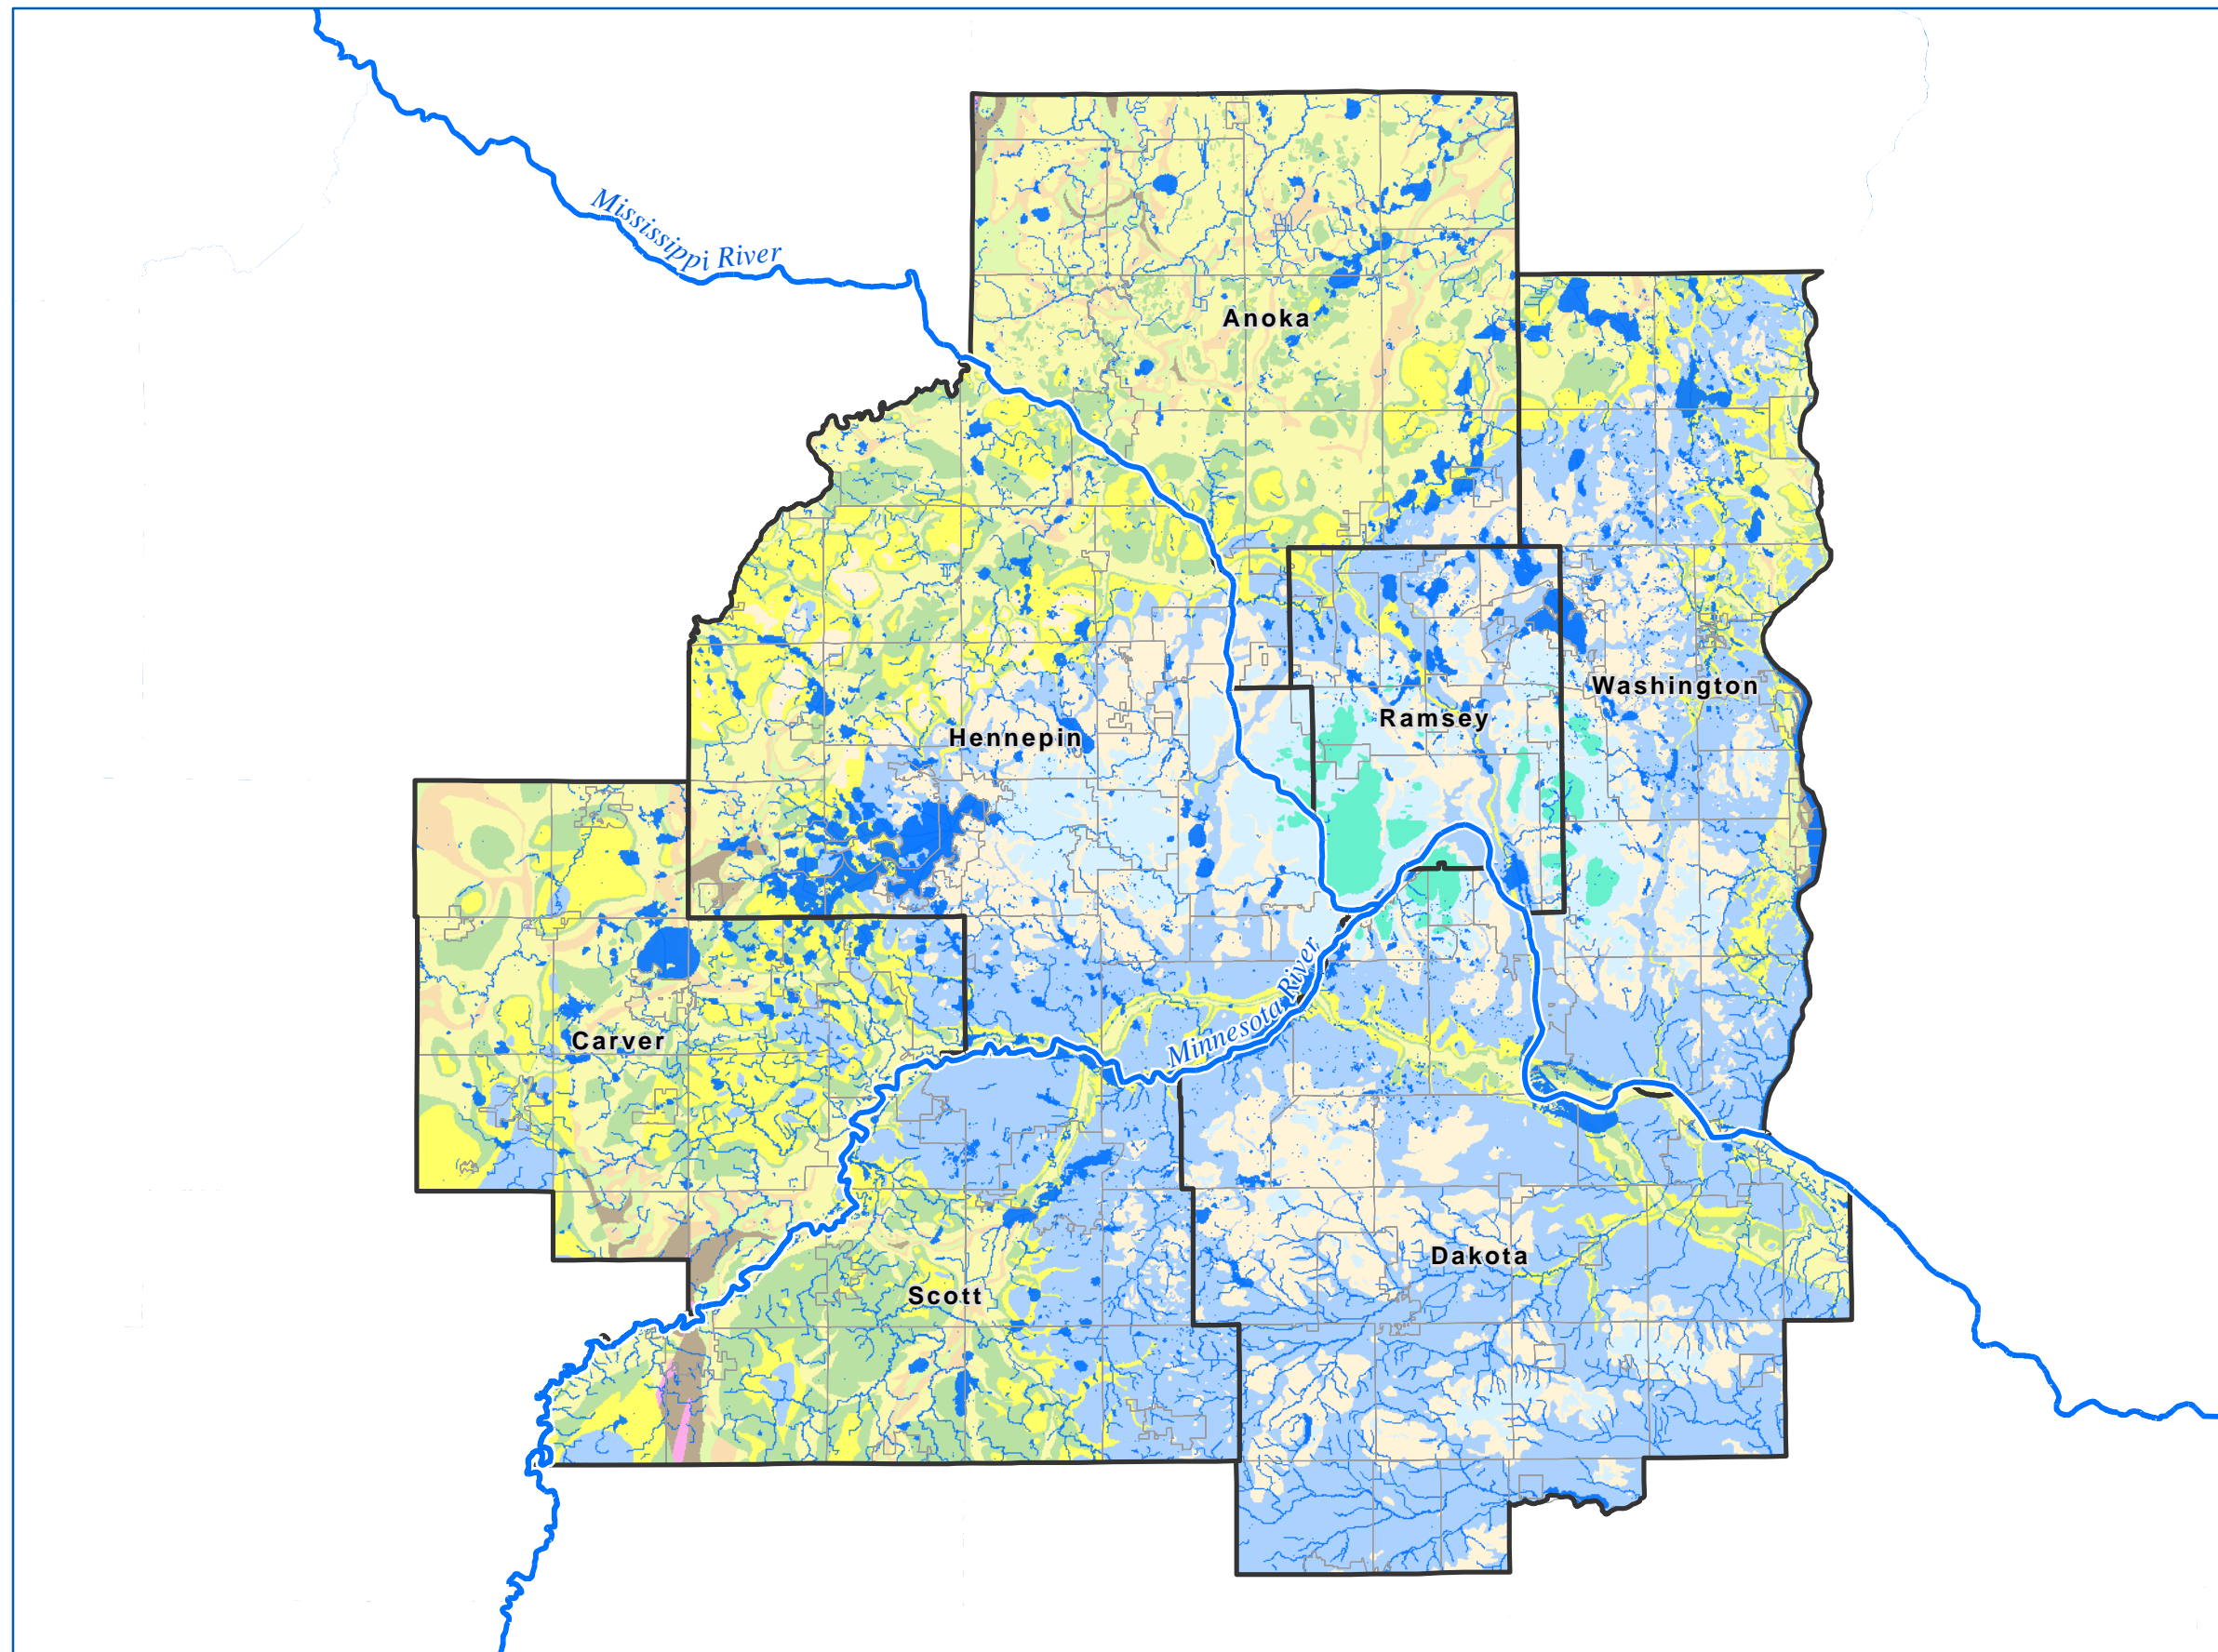 Mississippi River
Anoka
Washington
Ramsey
Hennepin
Minnesota River
Carver
Dakota
Scott